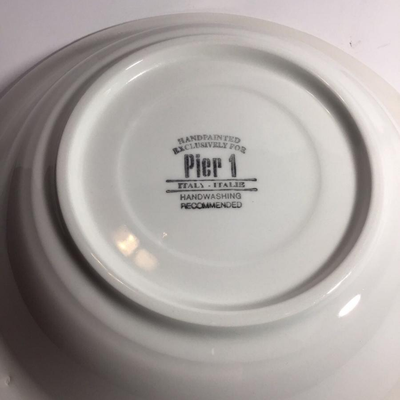 HANDPAINTED
EXCLUSIVELY FOR
Pier 1
ITALY - ITALIE
HANDWASHING
RECOMMENDED